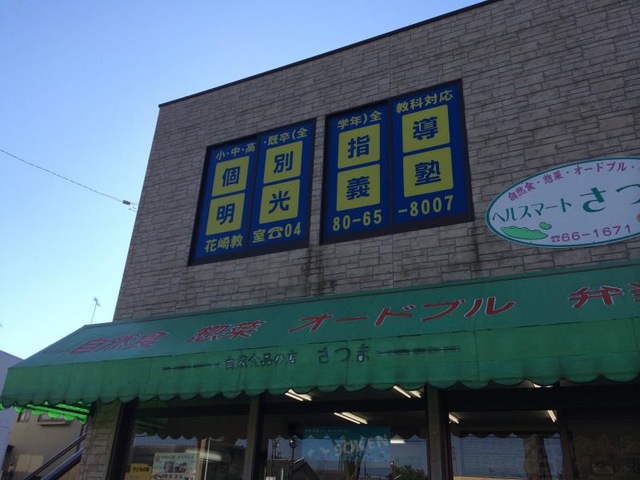 小・中・高・既卒(全学年)全教科対応
個別指導
明光義塾
花崎教室☎0480-65-8007
自然食・惣菜・オードブル・
ヘルスマート さつ
☎66-1671
自然食 惣菜 オードブル 弁
自然食品の店 さつま